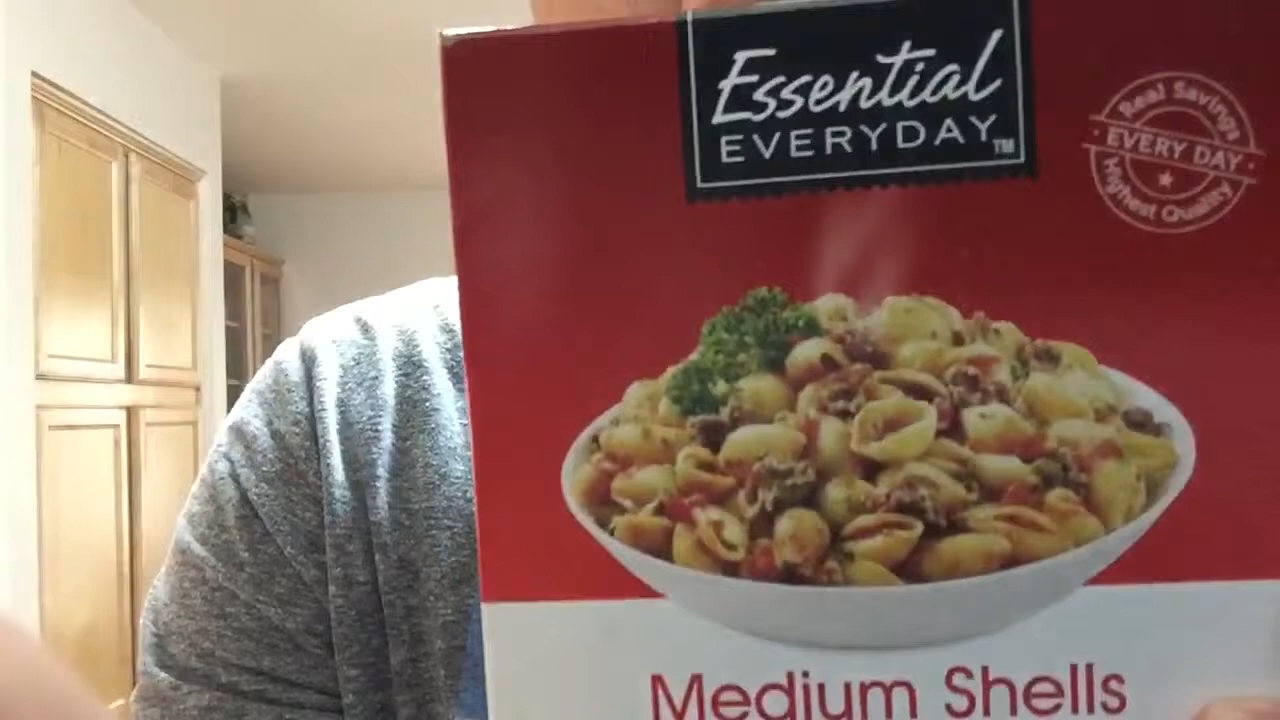 Essential
EVERYDAY™
Real Savings
· EVERY DAY ·
Highest Quality
Medium Shells